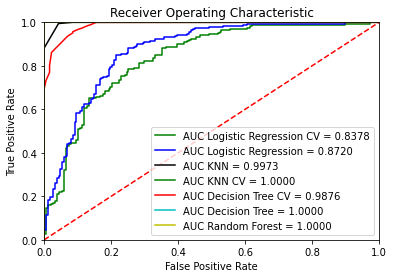 Receiver Operating Characteristic
True Positive Rate
1.0
0.8
0.6
0.4
0.2
0.0
AUC Logistic Regression CV = 0.8378
AUC Logistic Regression = 0.8720
AUC KNN = 0.9973
AUC KNN CV = 1.0000
AUC Decision Tree CV = 0.9876
AUC Decision Tree = 1.0000
AUC Random Forest = 1.0000
0.0 0.2 0.4 0.6 0.8 1.0
False Positive Rate